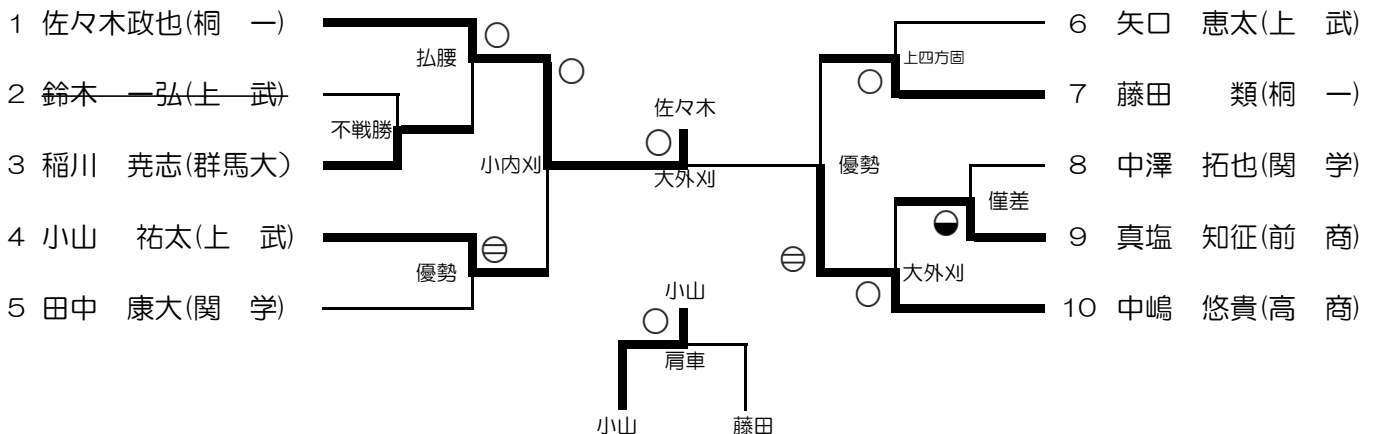 1 佐々木政也(桐　一)
払腰
2 鈴木　一弘(上　武)
不戦勝
3 稲川　尭志(群馬大)
小内刈
4 小山　祐太(上　武)
優勢
5 田中　康大(関　学)
佐々木
大外刈
小山
肩車
小山
藤田
6 矢口　恵太(上　武)
上四方固
7 藤田　　類(桐　一)
優勢
8 中澤　拓也(関　学)
僅差
9 真塩　知征(前　商)
大外刈
10 中嶋　悠貴(高　商)